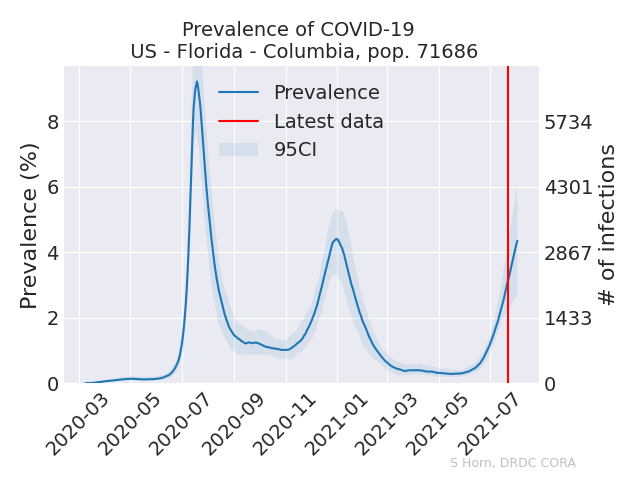 Prevalence of COVID-19
US - Florida - Columbia, pop. 71686
Prevalence
Latest data
95CI
Prevalence (%)
8
6
4
2
0
5734
4301
2867
1433
0
# of infections
2020-03
2020-05
2020-07
2020-09
2020-11
2021-01
2021-03
2021-05
2021-07
S Horn, DRDC CORA